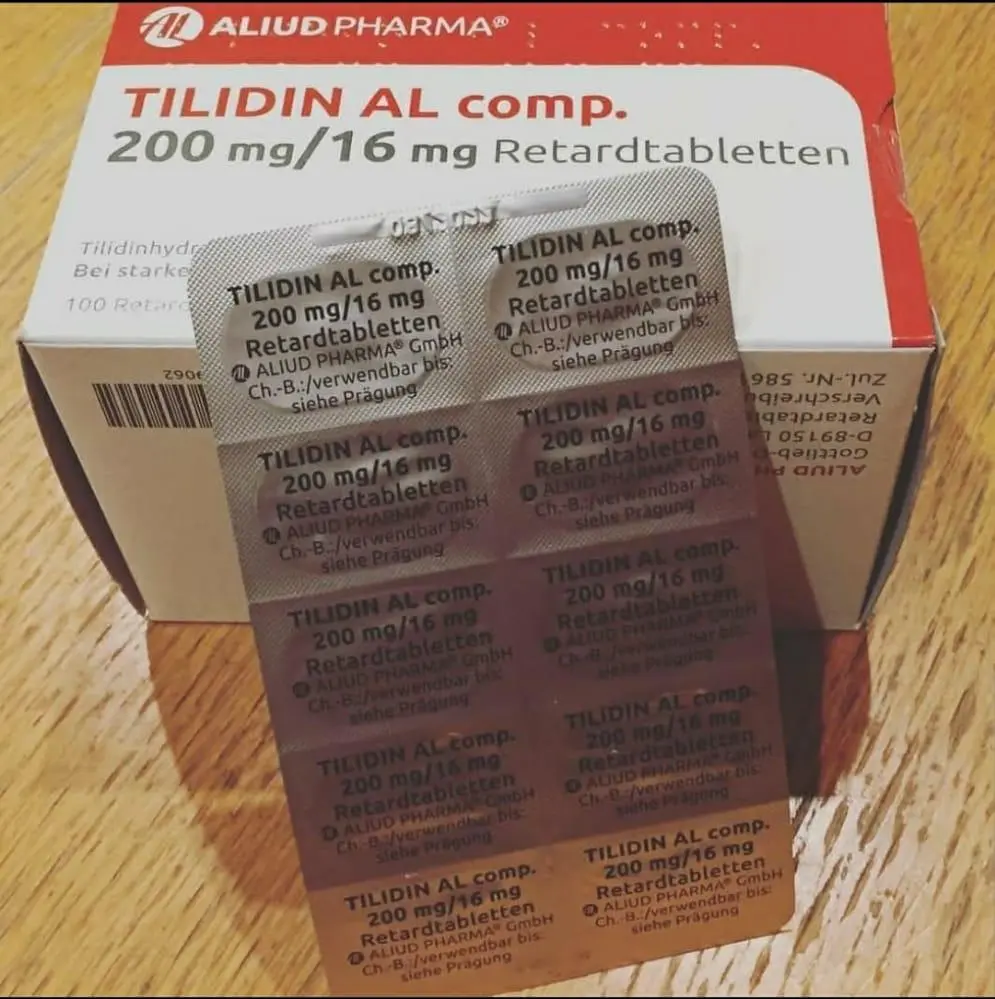 ALIUD PHARMA®
TILIDIN AL comp.
200 mg/16 mg Retardtabletten
Tilidinhydr
Bei starke
100 Retar
TILIDIN AL comp.
200 mg/16 mg
Retardtabletten
ALIUD PHARMA® GmbH
Ch.-B.:/verwendbar bis:
siehe Prägung
TILIDIN AL comp.
200 mg/16 mg
Retardtabletten
ALIUD PHARMA® GmbH
Ch.-B.:/verwendbar bis:
siehe Prägung
TILIDIN AL comp.
200 mg/16 mg
Retardtabletten
ALIUD PHARMA® GmbH
Ch.-B.:/verwendbar bis:
siehe Prägung
TILIDIN AL comp.
200 mg/16 mg
Retardtabletten
ALIUD PHARMA® GmbH
Ch.-B.:/verwendbar bis:
siehe Prägung
TILIDIN AL comp.
200 mg/16 mg
Retardtabletten
ALIUD PHARMA® GmbH
Ch.-B.:/verwendbar bis:
siehe Prägung
TILIDIN AL comp.
200 mg/16 mg
Retardtabletten
ALIUD PHARMA® GmbH
Ch.-B.:/verwendbar bis:
siehe Prägung
TILIDIN AL comp.
200 mg/16 mg
Retardtabletten
ALIUD PHARMA® GmbH
Ch.-B.:/verwendbar bis:
siehe Prägung
TILIDIN AL comp.
200 mg/16 mg
Retardtabletten
ALIUD PHARMA® GmbH
Ch.-B.:/verwendbar bis:
siehe Prägung
TILIDIN AL comp.
200 mg/16 mg
Retardtabletten
ALIUD PHARMA® GmbH
Ch.-B.:/verwendbar bis:
siehe Prägung
TILIDIN AL comp.
200 mg/16 mg
Retardtabletten
ALIUD PHARMA® GmbH
Ch.-B.:/verwendbar bis:
siehe Prägung
ALIUD PH
Gottlieb-D
D-89150 L
Retardtabl
Verschreib
Zul.-Nr. 586